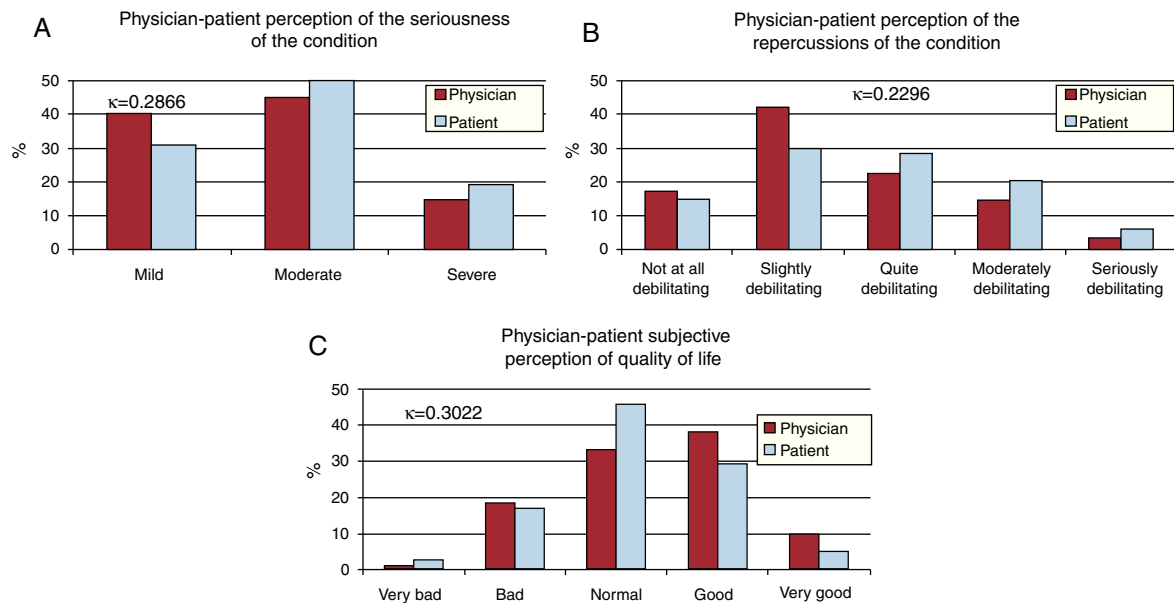 A
Physician-patient perception of the seriousness
of the condition
50
40
30
20
10
0
%
κ=0.2866
Physician
Patient
Mild
Moderate
Severe
B
Physician-patient perception of the
repercussions of the condition
50
40
30
20
10
0
%
κ=0.2296
Physician
Patient
Not at all
debilitating
Slightly
debilitating
Quite
debilitating
Moderately
debilitating
Seriously
debilitating
C
Physician-patient subjective
perception of quality of life
50
40
30
20
10
0
%
κ=0.3022
Physician
Patient
Very bad
Bad
Normal
Good
Very good